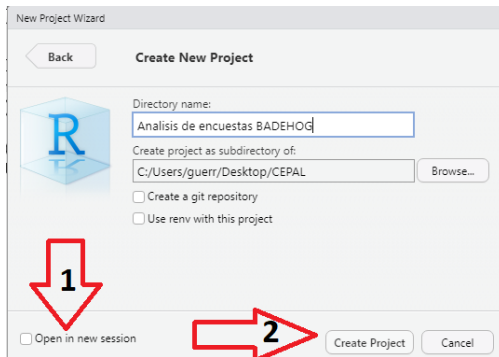 New Project Wizard
Back
Create New Project
R
Directory name:
Analisis de encuestas BADEHOG
Create project as subdirectory of:
C:/Users/guerr/Desktop/CEPAL
Browse...
Create a git repository
Use renv with this project
1
Open in new session
2
Create Project
Cancel